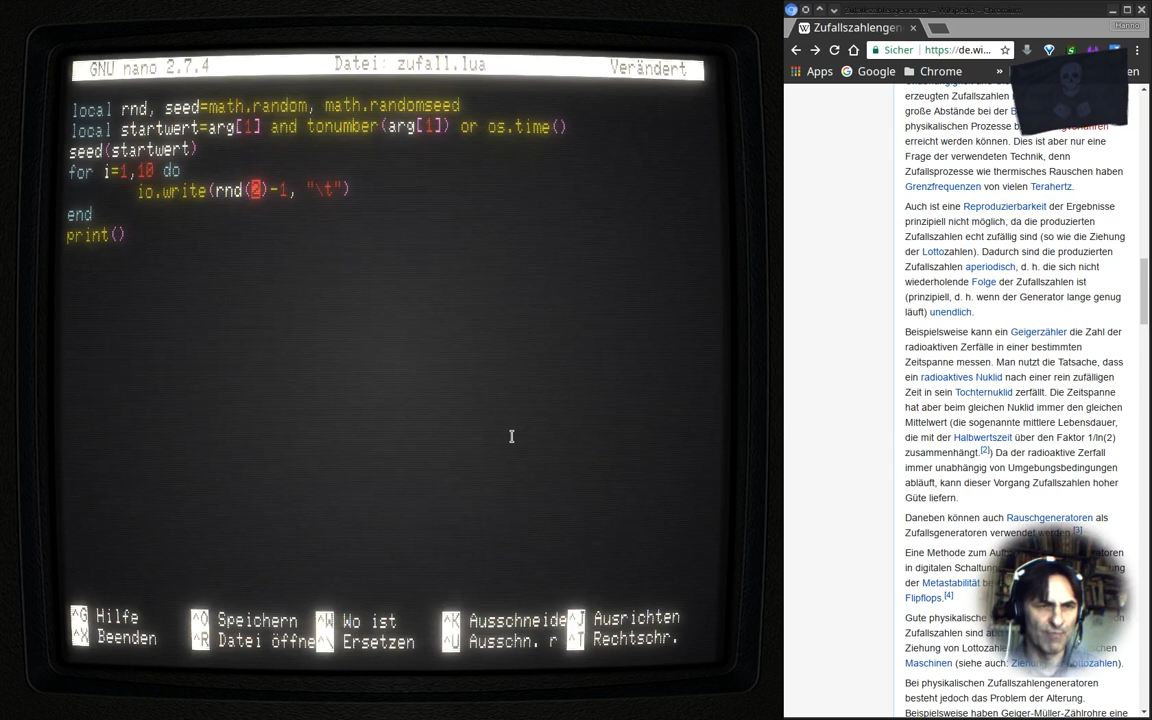 GNU nano 2.7.4 Datei: zufall.lua Verändert
local rnd, seed=math.random, math.randomseed
local startwert=arg[1] and tonumber(arg[1]) or os.time()
seed(startwert)
for i=1,10 do
io.write(rnd(2)-1, "\t")
end
print()
^G Hilfe ^O Speichern ^W Wo ist ^K Ausschneide ^J Ausrichten
^X Beenden ^R Datei öffne ^\ Ersetzen ^U Ausschn. r ^T Rechtschr.
Zufallszahlengen
Hanno
Sicher https://de.wi...
Apps Google Chrome » en
erzeugten Zufallszahlen
große Abstände bei der
physikalischen Prozesse
erreicht werden können. Dies ist aber nur eine
Frage der verwendeten Technik, denn
Zufallsprozesse wie thermisches Rauschen haben
Grenzfrequenzen von vielen Terahertz.
Auch ist eine Reproduzierbarkeit der Ergebnisse
prinzipiell nicht möglich, da die produzierten
Zufallszahlen echt zufällig sind (so wie die Ziehung
der Lottozahlen). Dadurch sind die produzierten
Zufallszahlen aperiodisch, d. h. die sich nicht
wiederholende Folge der Zufallszahlen ist
(prinzipiell, d. h. wenn der Generator lange genug
läuft) unendlich.
Beispielsweise kann ein Geigerzähler die Zahl der
radioaktiven Zerfälle in einer bestimmten
Zeitspanne messen. Man nutzt die Tatsache, dass
ein radioaktives Nuklid nach einer rein zufälligen
Zeit in sein Tochternuklid zerfällt. Die Zeitspanne
hat aber beim gleichen Nuklid immer den gleichen
Mittelwert (die sogenannte mittlere Lebensdauer,
die mit der Halbwertszeit über den Faktor 1/ln(2)
zusammenhängt.[2]) Da der radioaktive Zerfall
immer unabhängig von Umgebungsbedingungen
abläuft, kann dieser Vorgang Zufallszahlen hoher
Güte liefern.
Daneben können auch Rauschgeneratoren als
Zufallsgeneratoren verwendet werden.[3]
Eine Methode zum
in digitalen
der Metastabilität
Flipflops.[4]
Gute physikalische
Zufallszahlen sind
Ziehung von
Maschinen (siehe auch: Ziehung der Lottozahlen).
Bei physikalischen Zufallszahlengeneratoren
besteht jedoch das Problem der Alterung.
Beispielsweise haben Geiger-Müller-Zählrohre eine